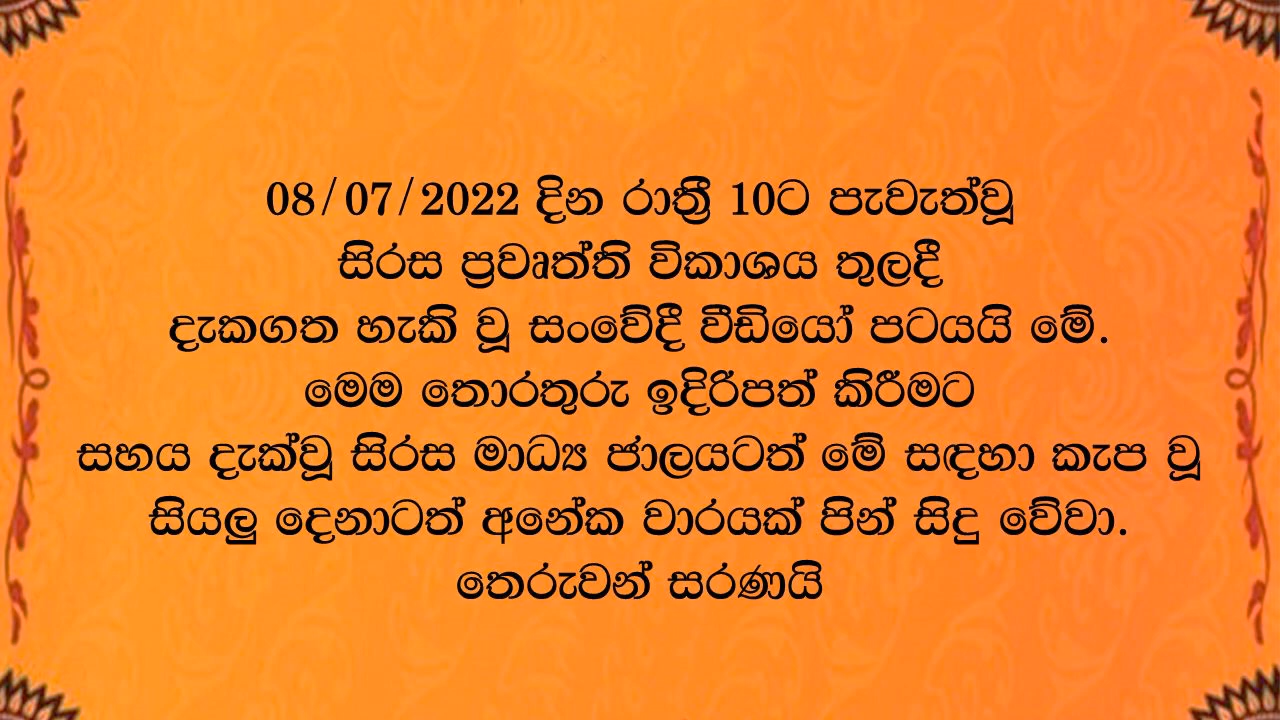 08/07/2022 දින රාත්‍රී 10ට පැවැත්වූ
සිරස ප්‍රවෘත්ති විකාශය තුලදී
දැකගත හැකි වූ සංවේදී වීඩියෝ පටයයි මේ.
මෙම තොරතුරු ඉදිරිපත් කිරීමට
සහය දැක්වූ සිරස මාධ්‍ය ජාලයටත් මේ සඳහා කැප වූ
සියලු දෙනාටත් අනේක වාරයක් පින් සිදු වේවා.
තෙරුවන් සරණයි